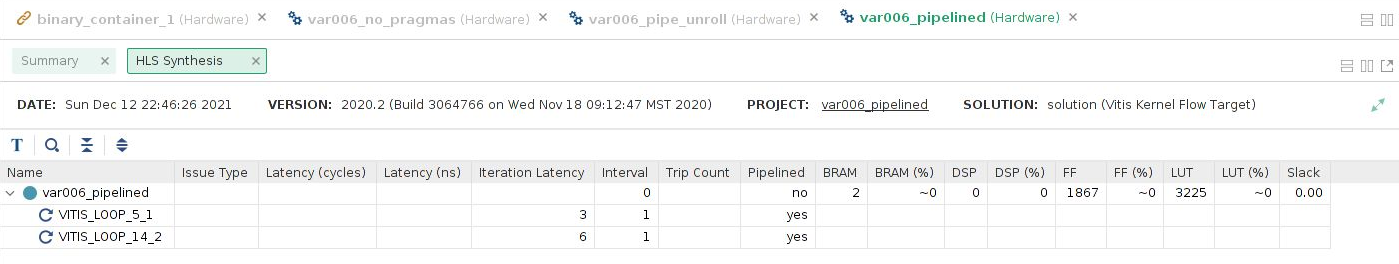 binary_container_1 (Hardware) × var006_no_pragmas (Hardware) × var006_pipe_unroll (Hardware) × var006_pipelined (Hardware) ×
Summary × HLS Synthesis ×
DATE: Sun Dec 12 22:46:26 2021 VERSION: 2020.2 (Build 3064766 on Wed Nov 18 09:12:47 MST 2020) PROJECT: var006_pipelined SOLUTION: solution (Vitis Kernel Flow Target)
T
Name Issue Type Latency (cycles) Latency (ns) Iteration Latency Interval Trip Count Pipelined BRAM BRAM (%) DSP DSP (%) FF FF (%) LUT LUT (%) Slack
var006_pipelined 0 no 2 ~0 0 0 1867 ~0 3225 ~0 0.00
VITIS_LOOP_5_1 3 1 yes
VITIS_LOOP_14_2 6 1 yes